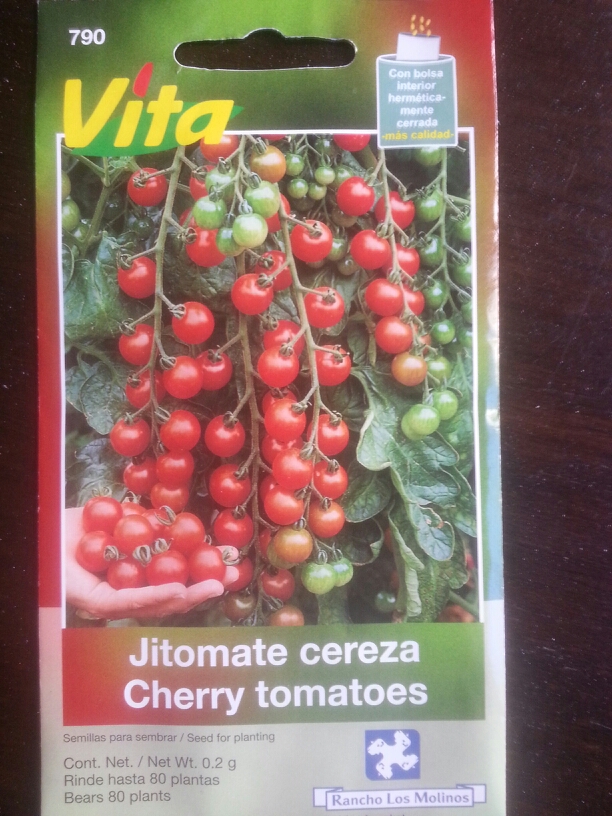 790
Vita
Con bolsa
interior
hermética-
mente
cerrada
-más calidad-
Jitomate cereza
Cherry tomatoes
Semillas para sembrar / Seed for planting
Cont. Net. / Net Wt. 0.2 g
Rinde hasta 80 plantas
Bears 80 plants
Rancho Los Molinos